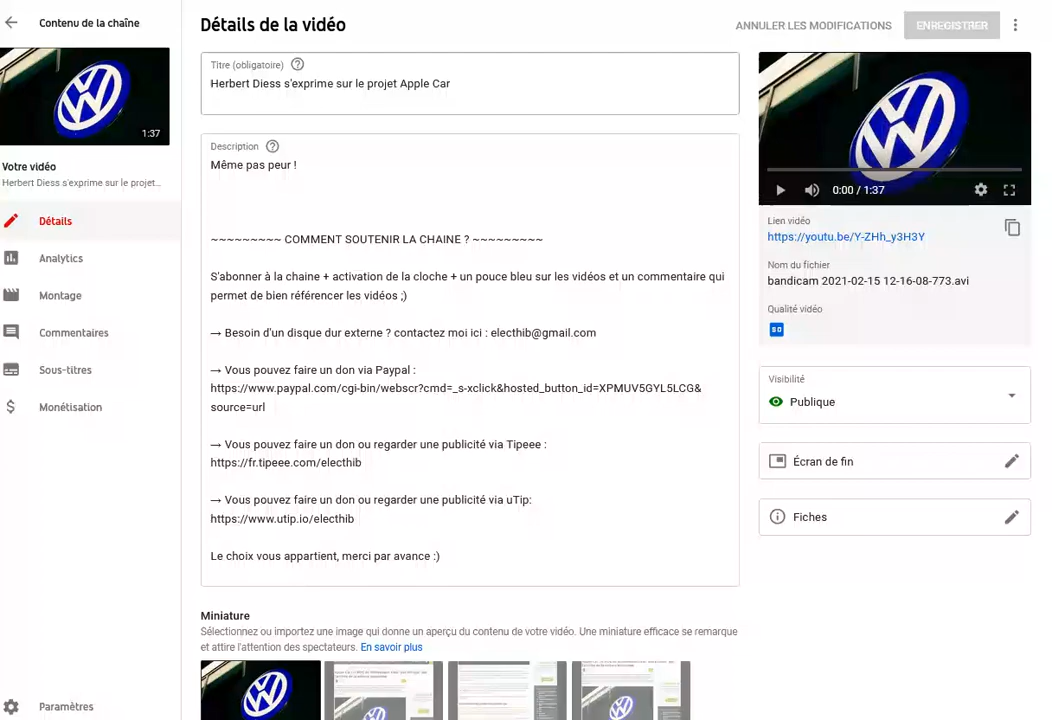 Contenu de la chaîne
Détails de la vidéo
ANNULER LES MODIFICATIONS
ENREGISTRER
1:37
Votre vidéo
Herbert Diess s'exprime sur le projet...
Détails
Analytics
Montage
Commentaires
Sous-titres
Monétisation
Paramètres
Titre (obligatoire)
Herbert Diess s'exprime sur le projet Apple Car
Description
Même pas peur !
~~~~~~~~~ COMMENT SOUTENIR LA CHAINE ? ~~~~~~~~~
S'abonner à la chaine + activation de la cloche + un pouce bleu sur les vidéos et un commentaire qui
permet de bien référencer les vidéos ;)
→ Besoin d'un disque dur externe ? contactez moi ici : electhib@gmail.com
→ Vous pouvez faire un don via Paypal :
https://www.paypal.com/cgi-bin/webscr?cmd=_s-xclick&hosted_button_id=XPMUV5GYL5LCG&
source=url
→ Vous pouvez faire un don ou regarder une publicité via Tipeee :
https://fr.tipeee.com/electhib
→ Vous pouvez faire un don ou regarder une publicité via uTip:
https://www.utip.io/electhib
Le choix vous appartient, merci par avance :)
Miniature
Sélectionnez ou importez une image qui donne un aperçu du contenu de votre vidéo. Une miniature efficace se remarque
et attire l'attention des spectateurs. En savoir plus
0:00 / 1:37
Lien vidéo
https://youtu.be/Y-ZHh_y3H3Y
Nom du fichier
bandicam 2021-02-15 12-16-08-773.avi
Qualité vidéo
SD
Visibilité
Publique
Écran de fin
Fiches